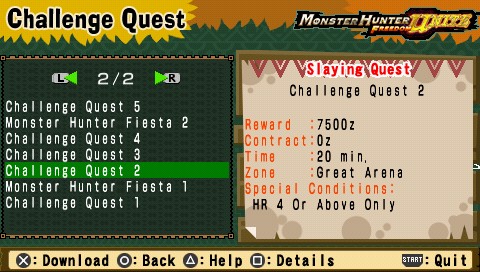 Challenge Quest
MONSTER HUNTER
FREEDOM UNITE
L 2/2 R
Challenge Quest 5
Monster Hunter Fiesta 2
Challenge Quest 4
Challenge Quest 3
Challenge Quest 2
Monster Hunter Fiesta 1
Challenge Quest 1
Slaying Quest
Challenge Quest 2
Reward :7500z
Contract:0z
Time :20 min.
Zone :Great Arena
Special Conditions:
HR 4 Or Above Only
Ⓧ: Download ◯: Back △: Help □: Details START: Quit